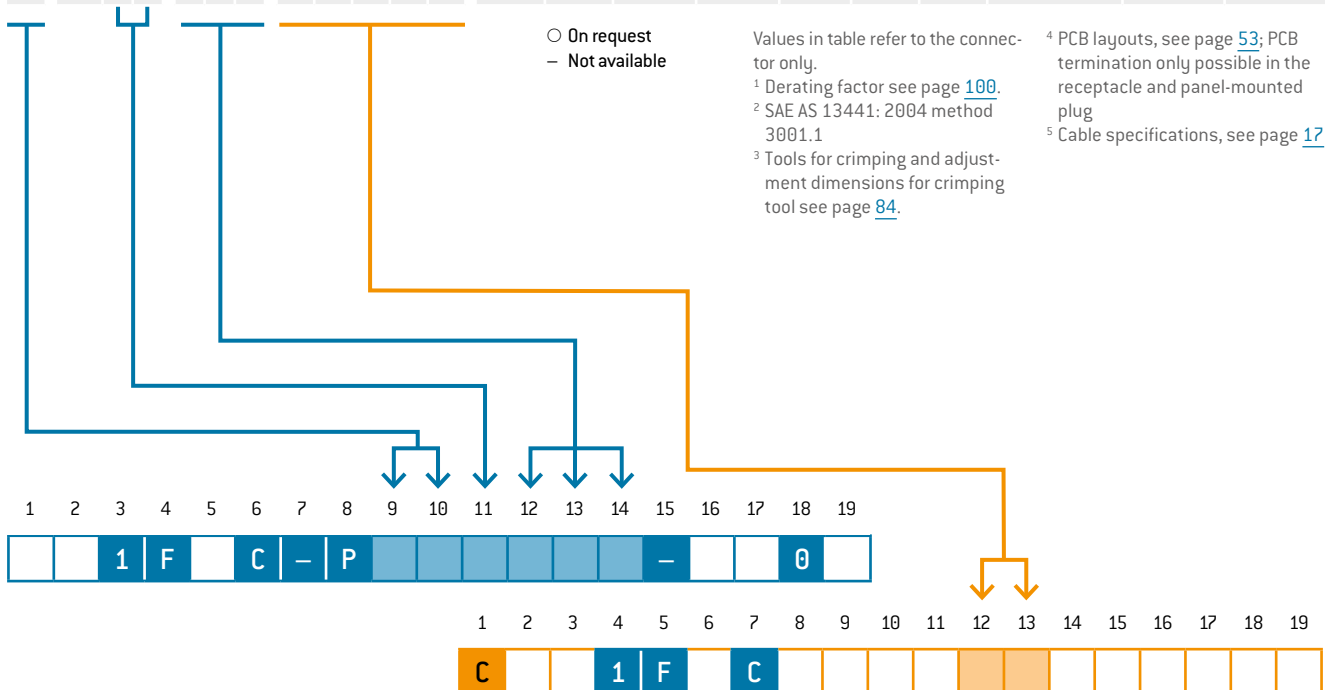 ○ On request
– Not available
Values in table refer to the connec-
tor only.
¹ Derating factor see page 100.
² SAE AS 13441: 2004 method
3001.1
³ Tools for crimping and adjust-
ment dimensions for crimping
tool see page 84.
⁴ PCB layouts, see page 53; PCB
termination only possible in the
receptacle and panel-mounted
plug
⁵ Cable specifications, see page 17
1 2 3 4 5 6 7 8 9 10 11 12 13 14 15 16 17 18 19
1 F C – P – 0
1 2 3 4 5 6 7 8 9 10 11 12 13 14 15 16 17 18 19
C 1 F C